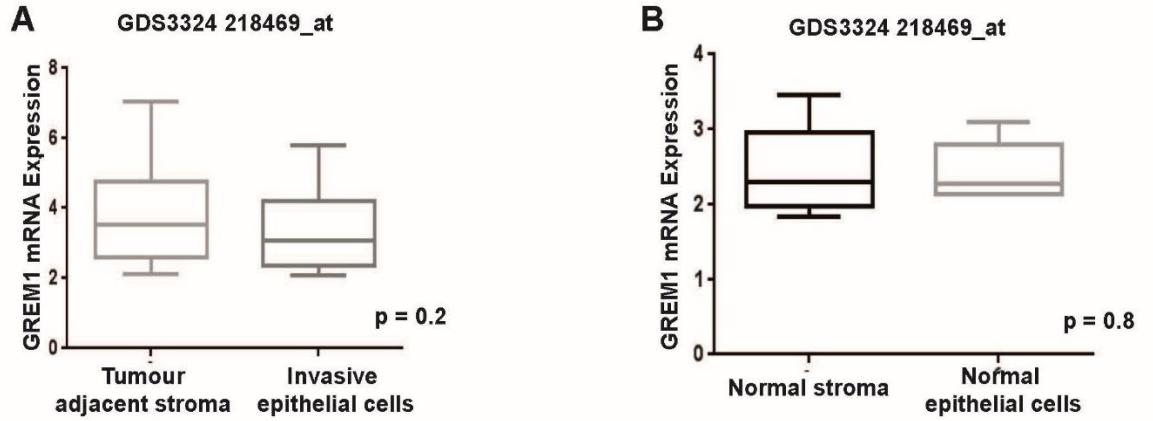 A
GDS3324 218469_at
GREM1 mRNA Expression
8
6
4
2
0
p = 0.2
Tumour
adjacent stroma
Invasive
epithelial cells
B
GDS3324 218469_at
GREM1 mRNA Expression
4
3
2
1
0
p = 0.8
Normal stroma
Normal
epithelial cells